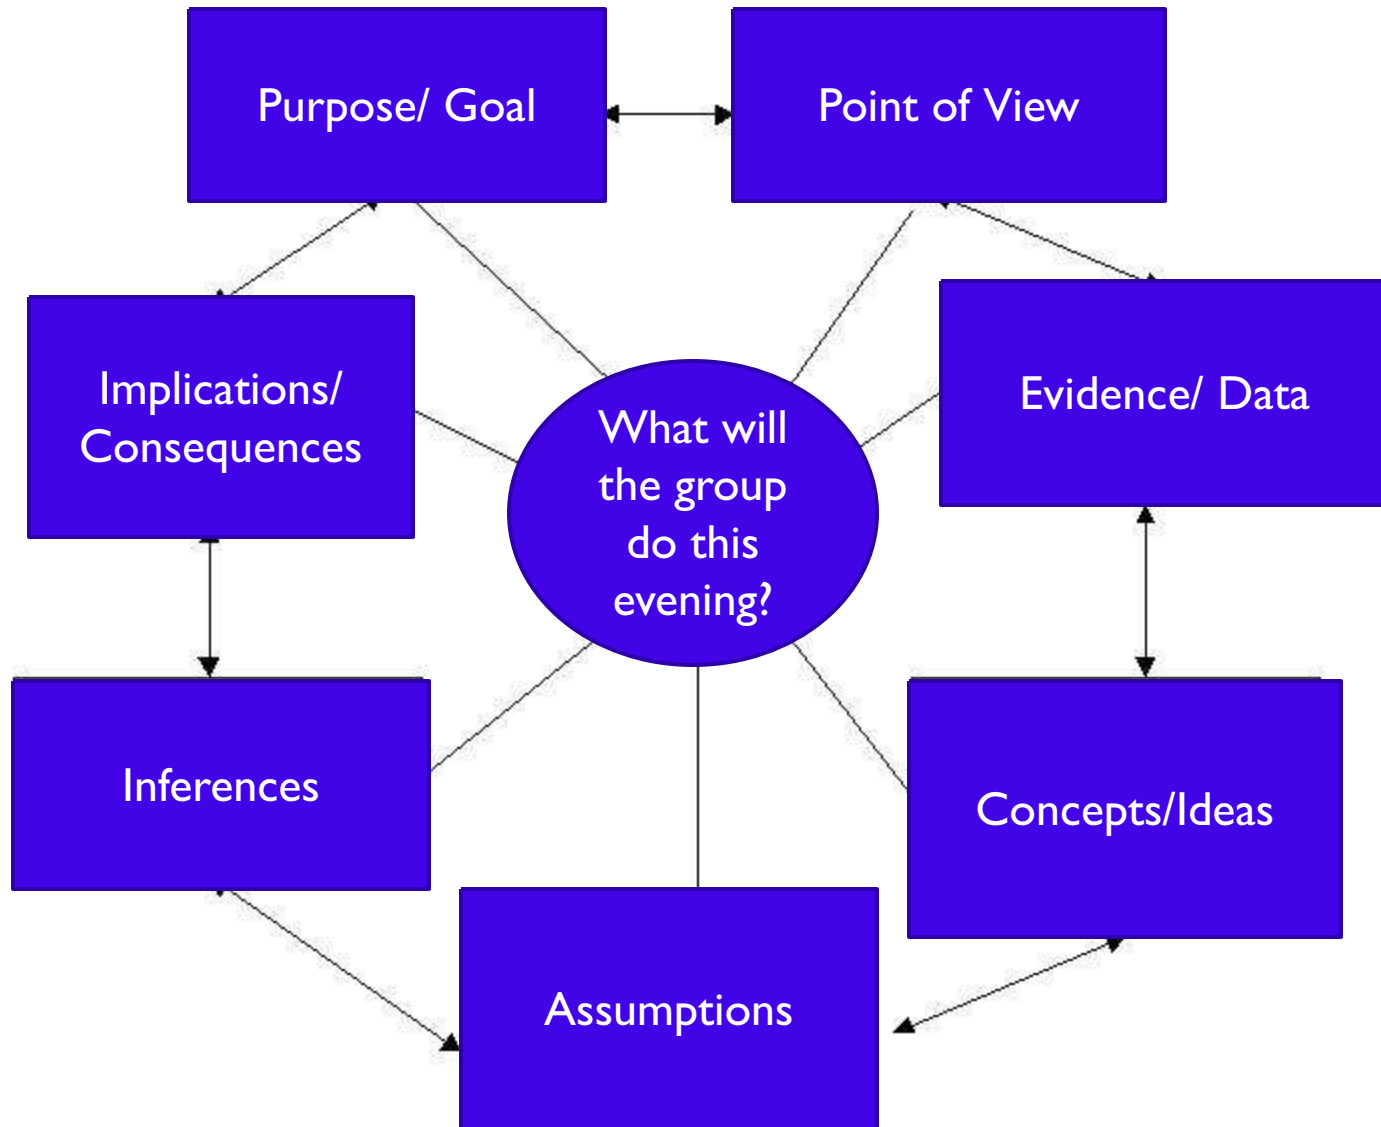 Purpose/ Goal
Point of View
Implications/
Consequences
What will
the group
do this
evening?
Evidence/ Data
Inferences
Concepts/Ideas
Assumptions